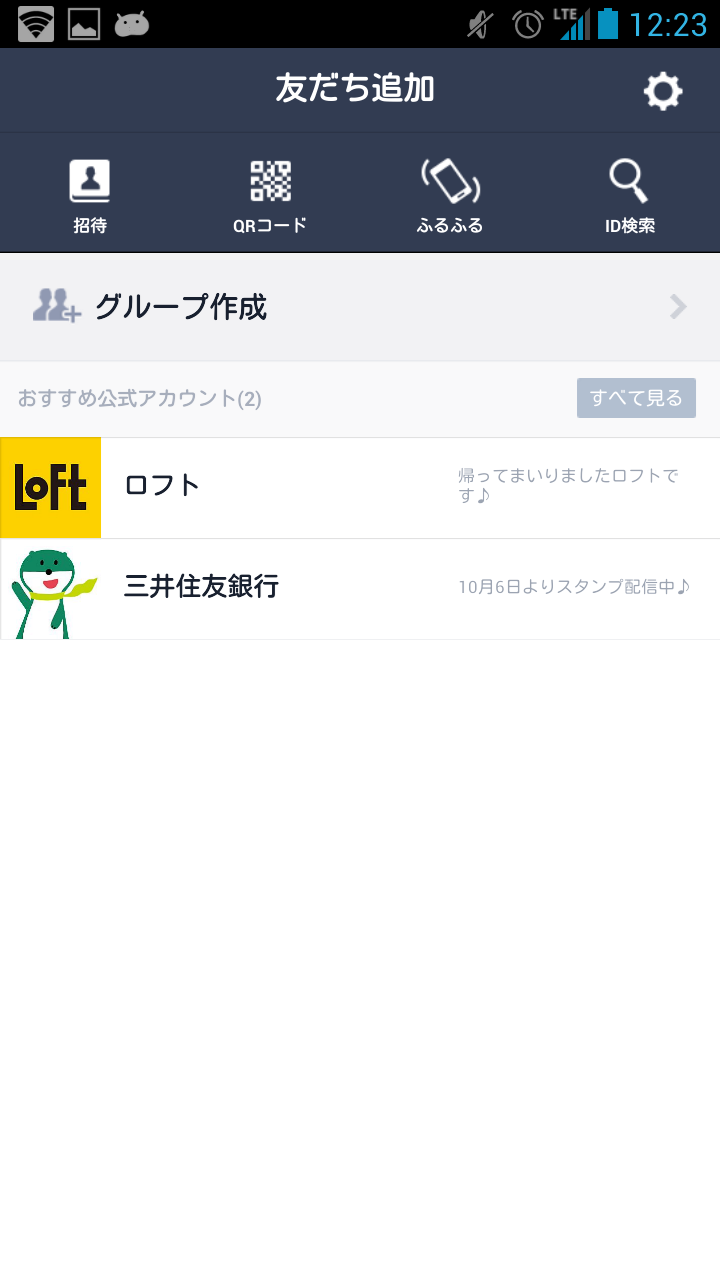 LTE 12:23
友だち追加
招待 QRコード ふるふる ID検索
グループ作成
おすすめ公式アカウント(2) すべて見る
LOFT
ロフト
帰ってまいりましたロフトで
す♪
三井住友銀行 10月6日よりスタンプ配信中♪